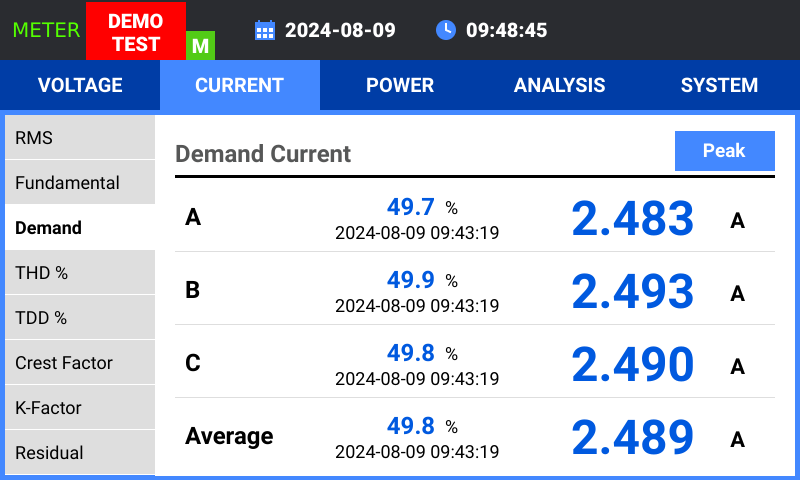 METER
DEMO
TEST
M
2024-08-09
09:48:45
VOLTAGE CURRENT POWER ANALYSIS SYSTEM
RMS
Fundamental
Demand
THD %
TDD %
Crest Factor
K-Factor
Residual
Demand Current
Peak
A 49.7 % 2.483 A
2024-08-09 09:43:19
B 49.9 % 2.493 A
2024-08-09 09:43:19
C 49.8 % 2.490 A
2024-08-09 09:43:19
Average 49.8 % 2.489 A
2024-08-09 09:43:19